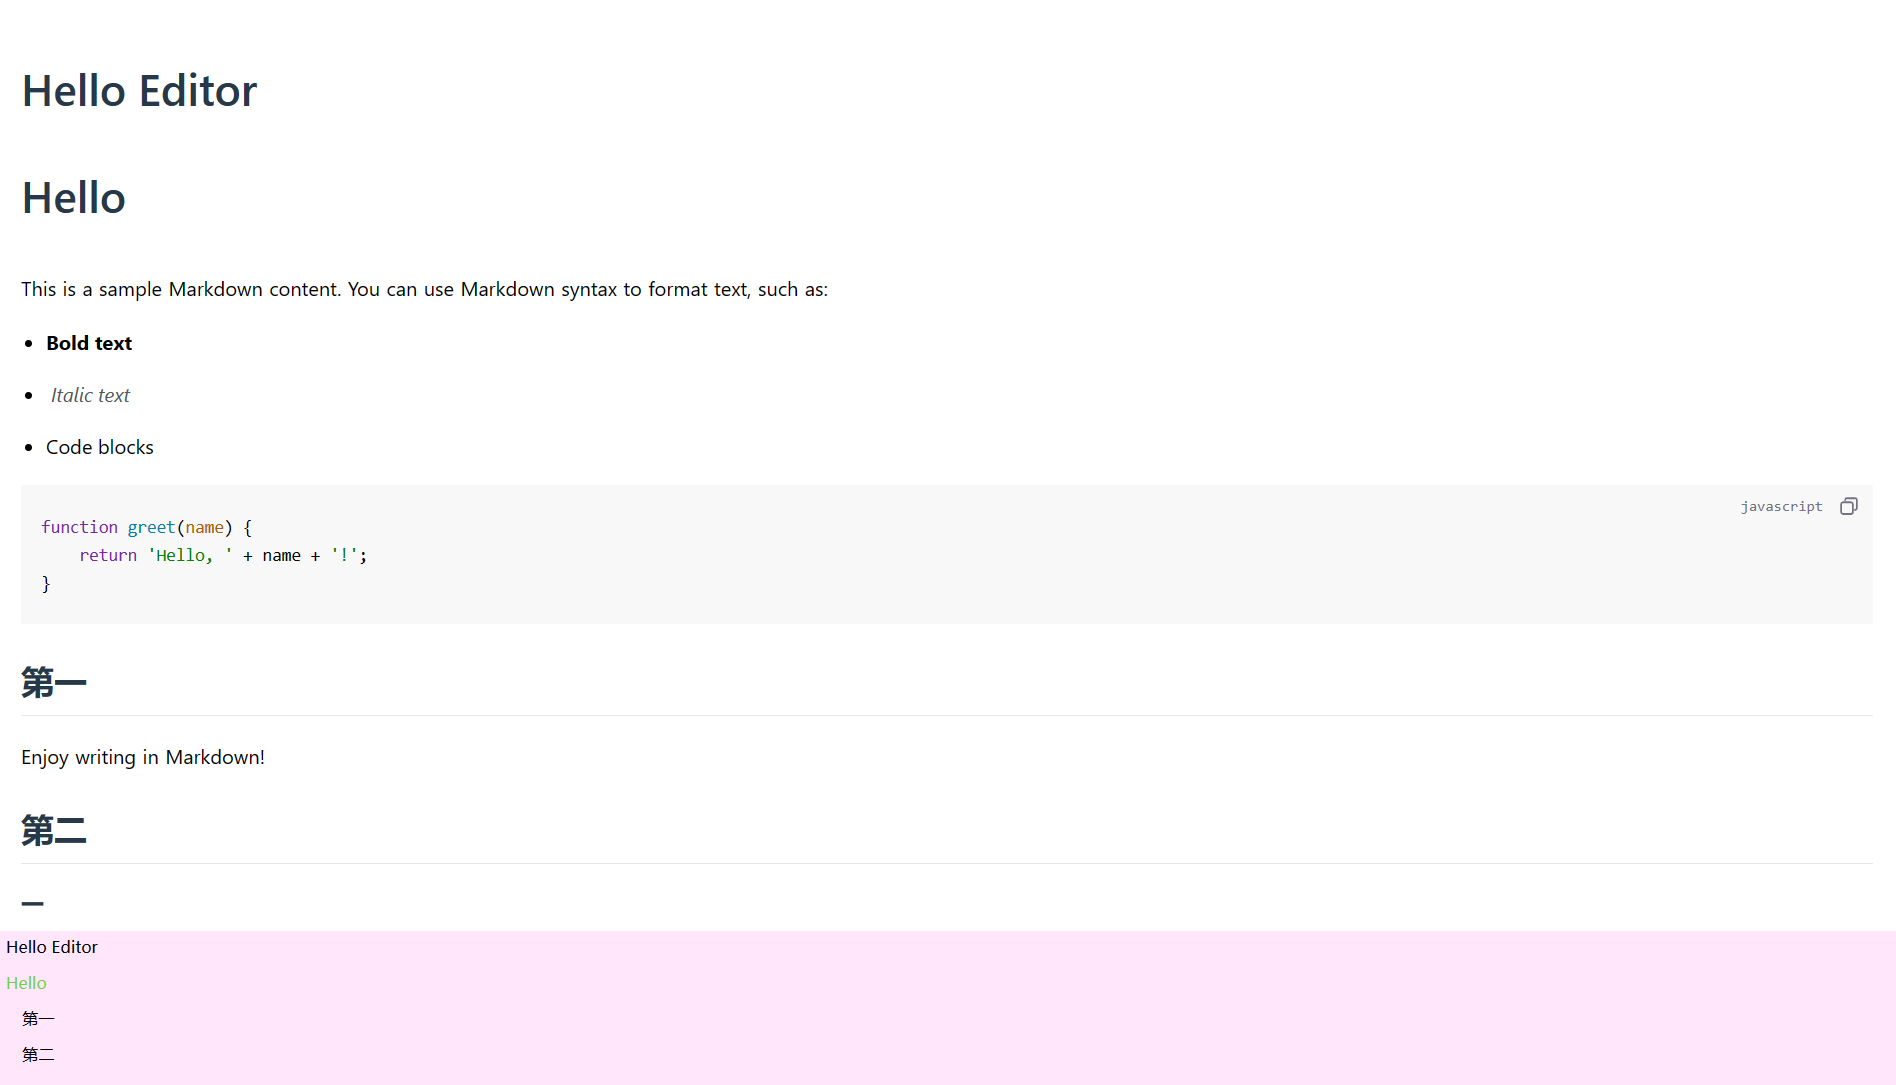 Hello Editor
Hello
This is a sample Markdown content. You can use Markdown syntax to format text, such as:
Bold text
Italic text
Code blocks
javascript
function greet(name) {
    return 'Hello, ' + name + '!';
}
第一
Enjoy writing in Markdown!
第二
一
Hello Editor
Hello
第一
第二